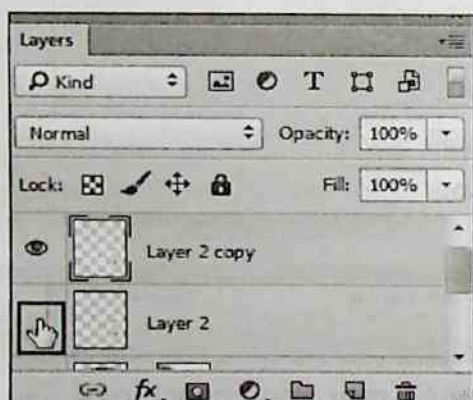 Layers
Kind T
Normal Opacity: 100%
Lock: Fill: 100%
Layer 2 copy
Layer 2
fx